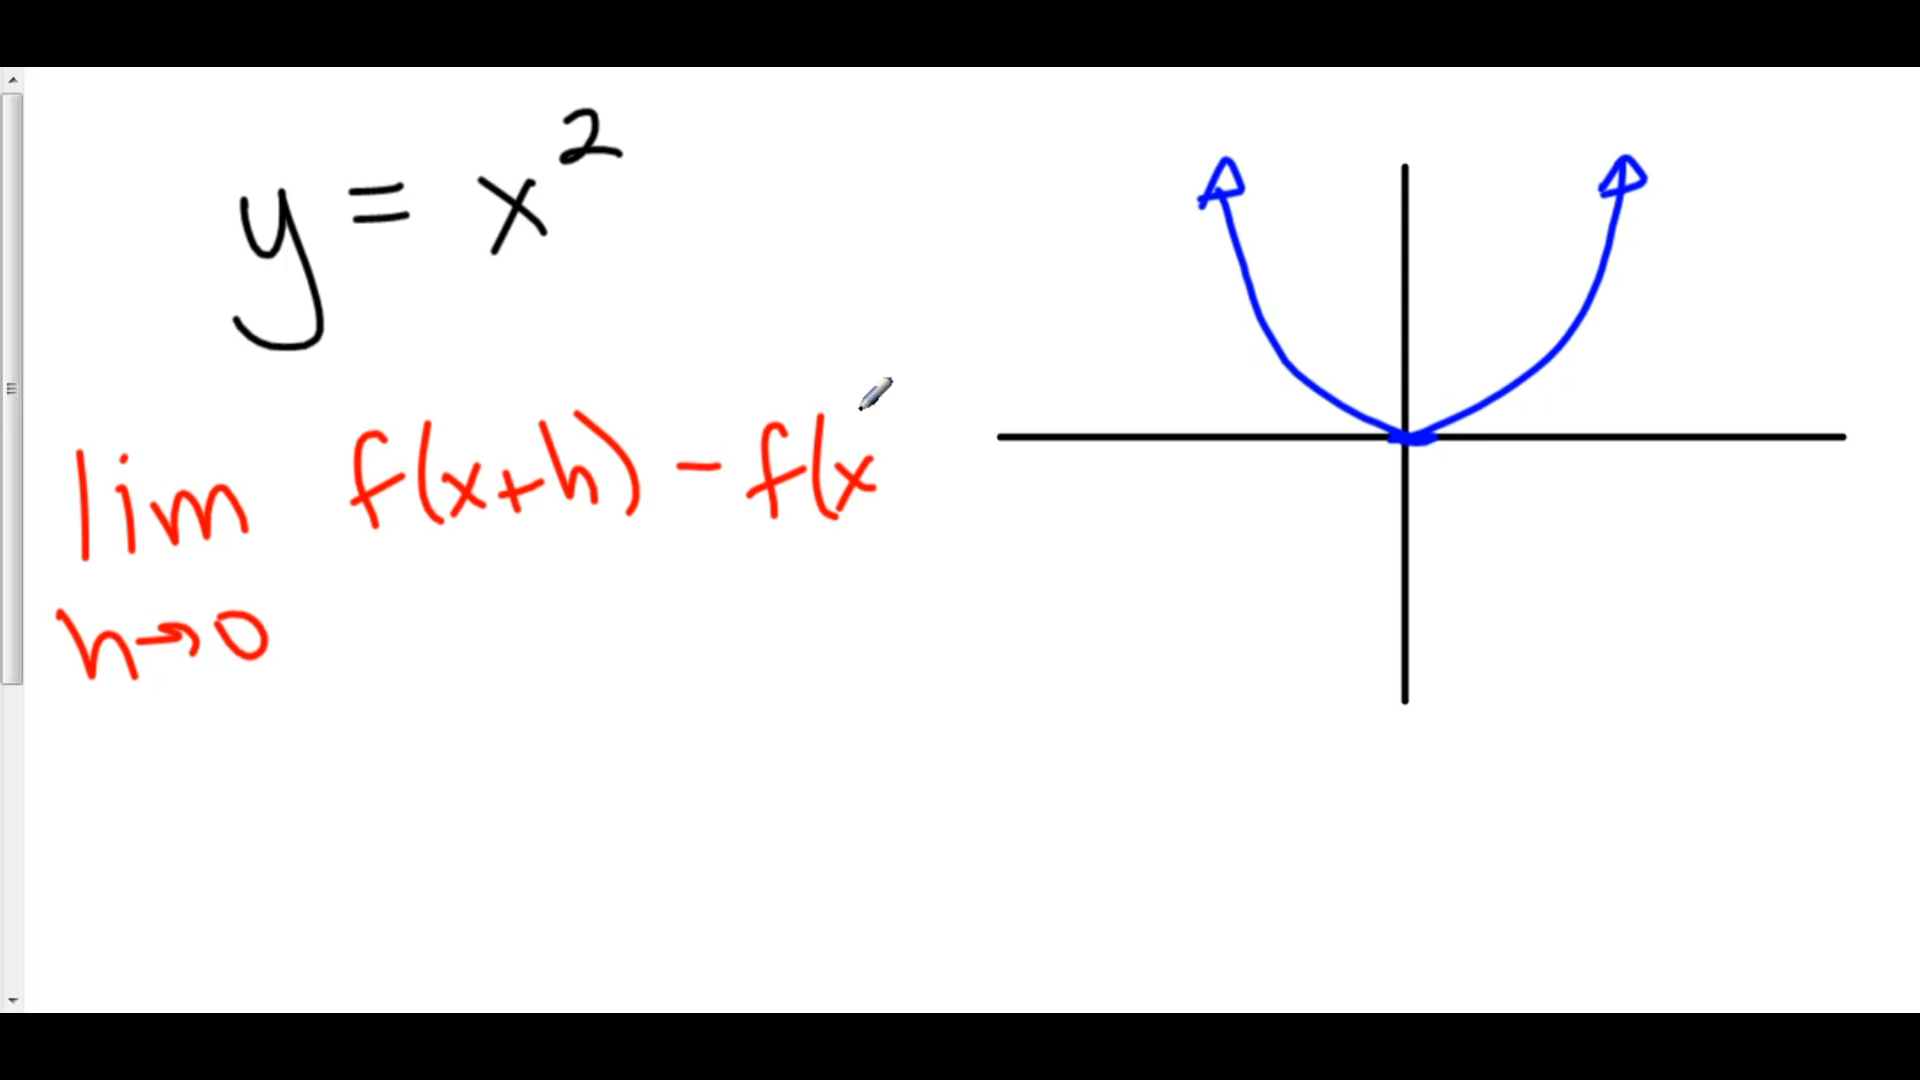 y = x²
lim f(x+h) - f(x
h→0